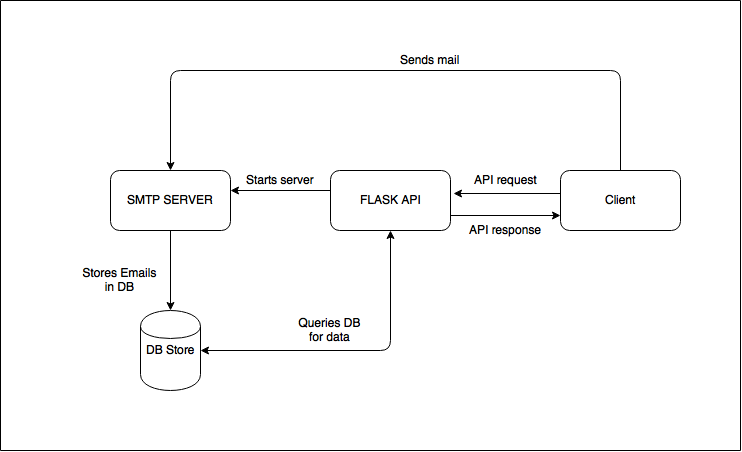 Sends mail
Starts server
API request
SMTP SERVER
FLASK API
Client
API response
Stores Emails
in DB
Queries DB
for data
DB Store